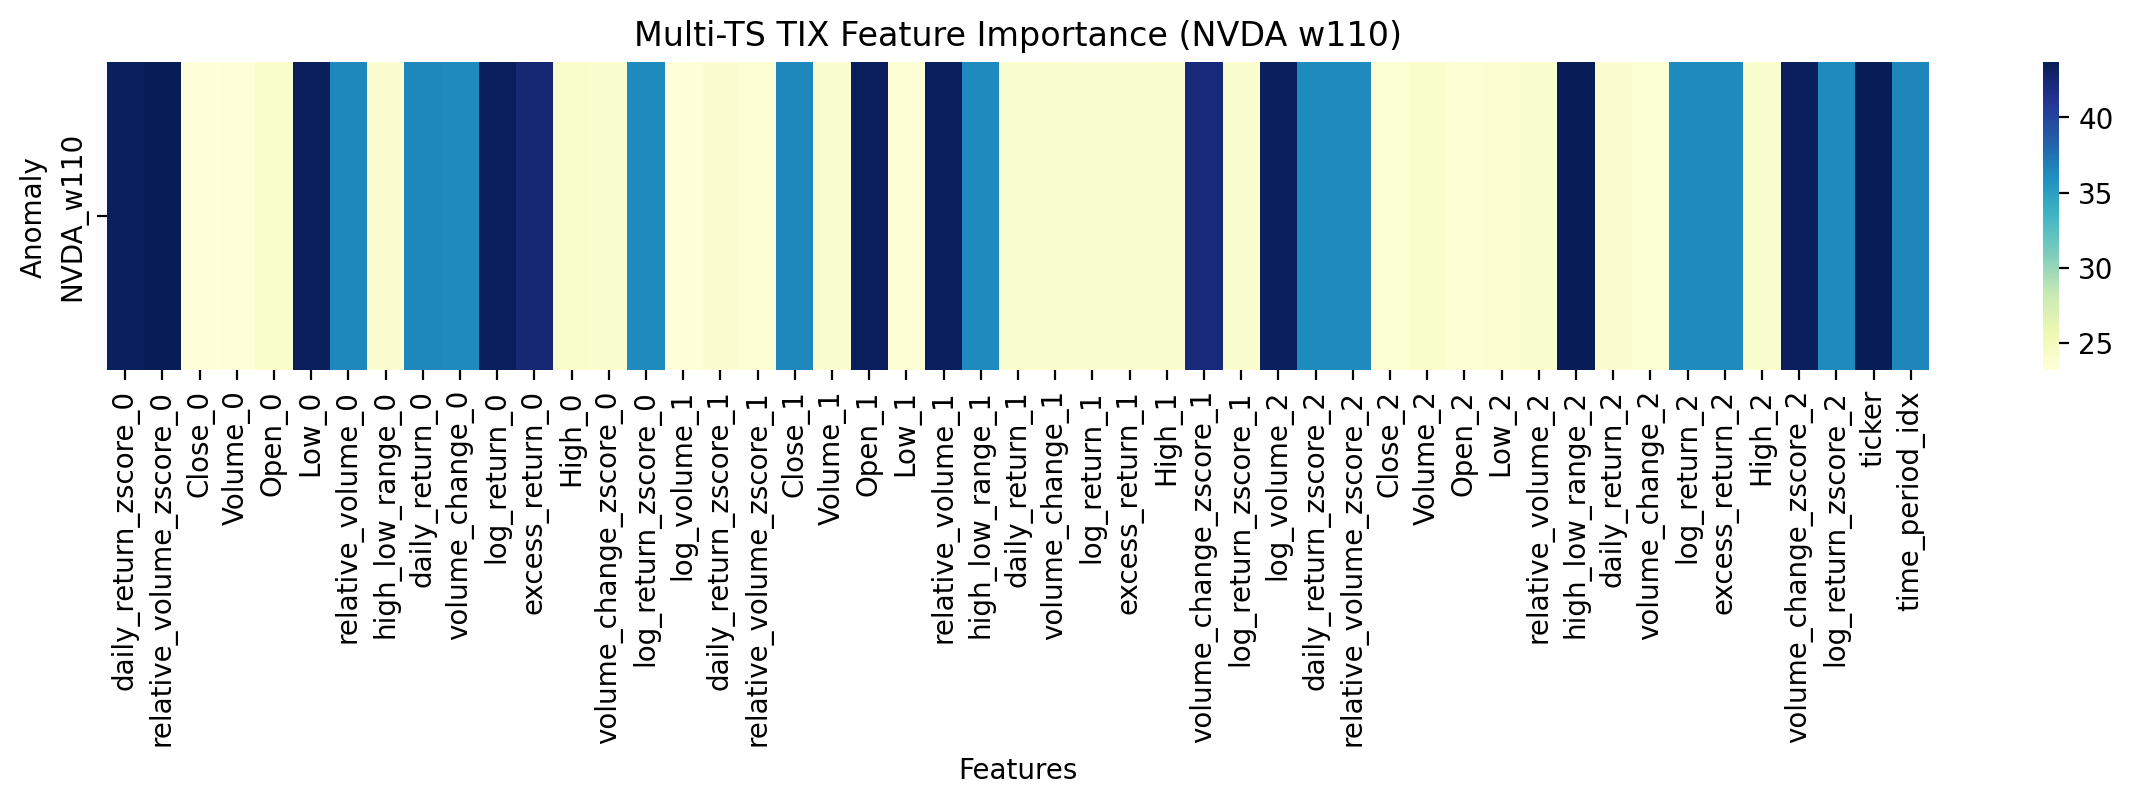 Multi-TS TIX Feature Importance (NVDA w110)
Anomaly
NVDA_w110
40
35
30
25
daily_return_zscore_0
relative_volume_zscore_0
Close_0
Volume_0
Open_0
Low_0
relative_volume_0
high_low_range_0
daily_return_0
volume_change_0
log_return_0
excess_return_0
High_0
volume_change_zscore_0
log_return_zscore_0
log_volume_1
daily_return_zscore_1
relative_volume_zscore_1
Close_1
Volume_1
Open_1
Low_1
relative_volume_1
high_low_range_1
daily_return_1
volume_change_1
log_return_1
excess_return_1
High_1
volume_change_zscore_1
log_return_zscore_1
log_volume_2
daily_return_zscore_2
relative_volume_zscore_2
Close_2
Volume_2
Open_2
Low_2
relative_volume_2
high_low_range_2
daily_return_2
volume_change_2
log_return_2
excess_return_2
High_2
volume_change_zscore_2
log_return_zscore_2
ticker
time_period_idx
Features